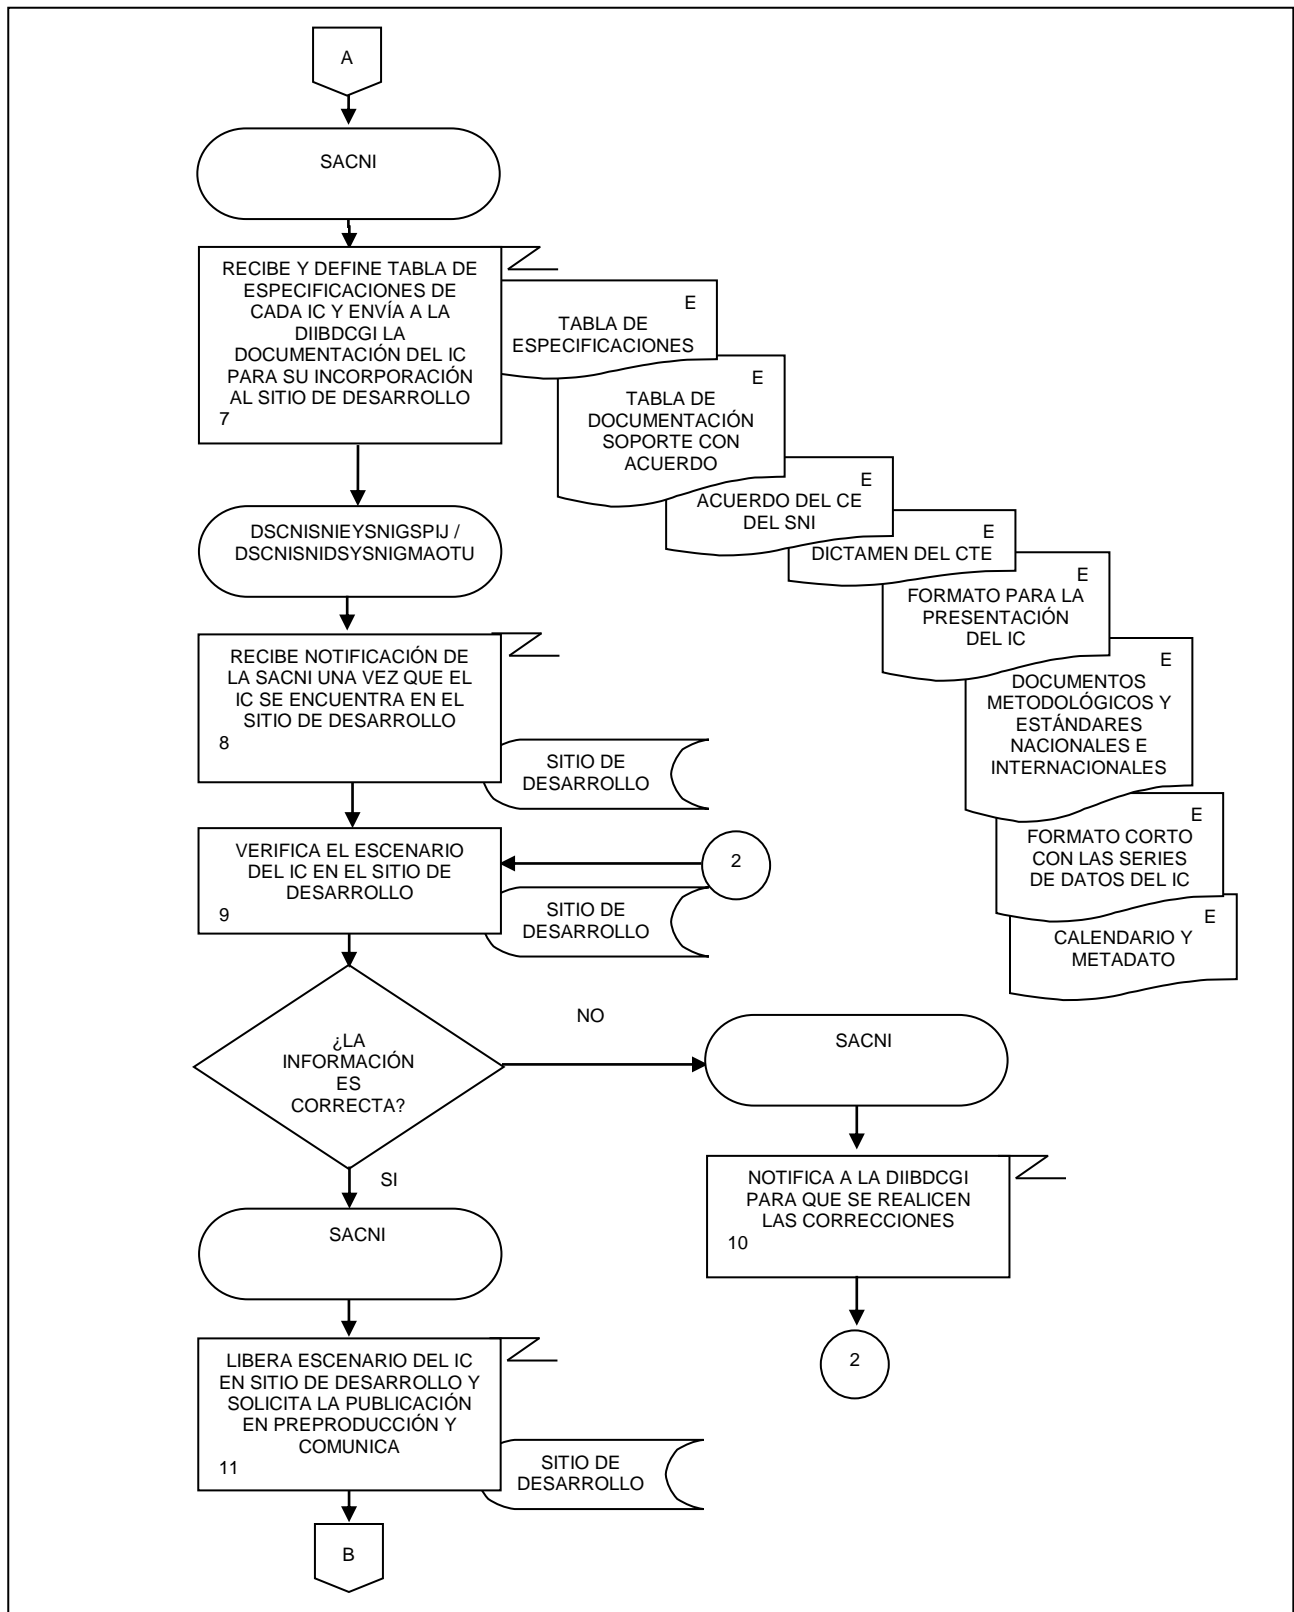 A
SACNI
RECIBE Y DEFINE TABLA DE
ESPECIFICACIONES DE
CADA IC Y ENVÍA A LA
DIIBDCGI LA
DOCUMENTACIÓN DEL IC
PARA SU INCORPORACIÓN
AL SITIO DE DESARROLLO
7
E
TABLA DE
ESPECIFICACIONES
E
TABLA DE
DOCUMENTACIÓN
SOPORTE CON
ACUERDO
E
ACUERDO DEL CE
DEL SNI
E
DICTAMEN DEL CTE
E
FORMATO PARA LA
PRESENTACIÓN
DEL IC
E
DOCUMENTOS
METODOLÓGICOS Y
ESTÁNDARES
NACIONALES E
INTERNACIONALES
E
FORMATO CORTO
CON LAS SERIES
DE DATOS DEL IC
E
CALENDARIO Y
METADATO
DSCNISNIEYSNIGSPIJ /
DSCNISNIDSYSNIGMAOTU
RECIBE NOTIFICACIÓN DE
LA SACNI UNA VEZ QUE EL
IC SE ENCUENTRA EN EL
SITIO DE DESARROLLO
8
SITIO DE
DESARROLLO
VERIFICA EL ESCENARIO
DEL IC EN EL SITIO DE
DESARROLLO
9
2
SITIO DE
DESARROLLO
¿LA
INFORMACIÓN
ES
CORRECTA?
NO
SACNI
NOTIFICA A LA DIIBDCGI
PARA QUE SE REALICEN
LAS CORRECCIONES
10
2
SI
SACNI
LIBERA ESCENARIO DEL IC
EN SITIO DE DESARROLLO Y
SOLICITA LA PUBLICACIÓN
EN PREPRODUCCIÓN Y
COMUNICA
11
SITIO DE
DESARROLLO
B